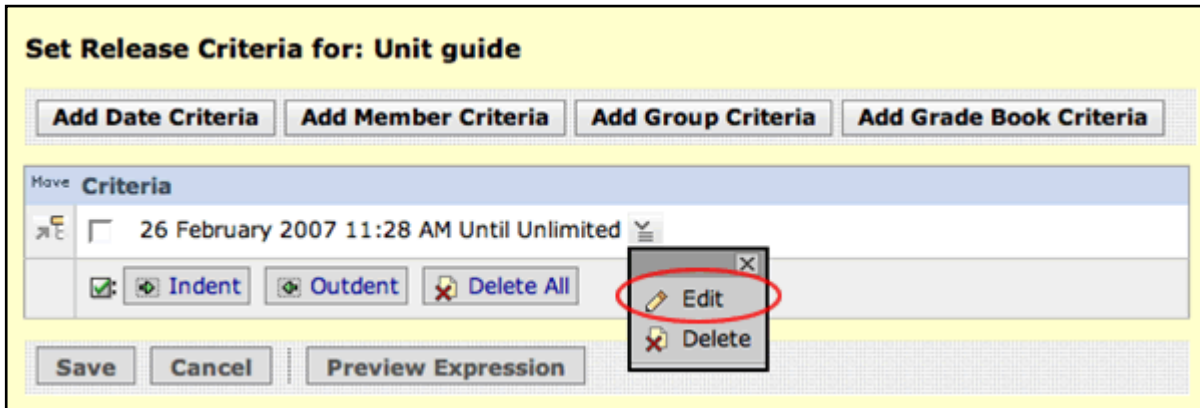 Set Release Criteria for: Unit guide
Add Date Criteria Add Member Criteria Add Group Criteria Add Grade Book Criteria
Move Criteria
26 February 2007 11:28 AM Until Unlimited
Indent Outdent Delete All
Edit
Delete
Save Cancel Preview Expression